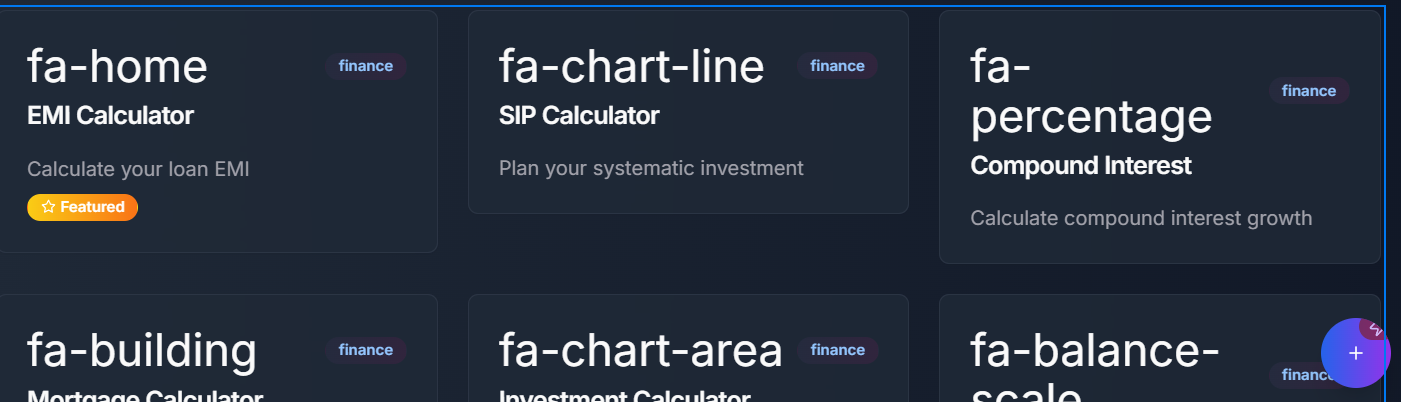 fa-home
finance
EMI Calculator
Calculate your loan EMI
Featured
fa-chart-line
finance
SIP Calculator
Plan your systematic investment
fa-
percentage
finance
Compound Interest
Calculate compound interest growth
fa-building
finance
Mortgage Calculator
fa-chart-area
finance
Investment Calculator
fa-balance-
scale
finance
+